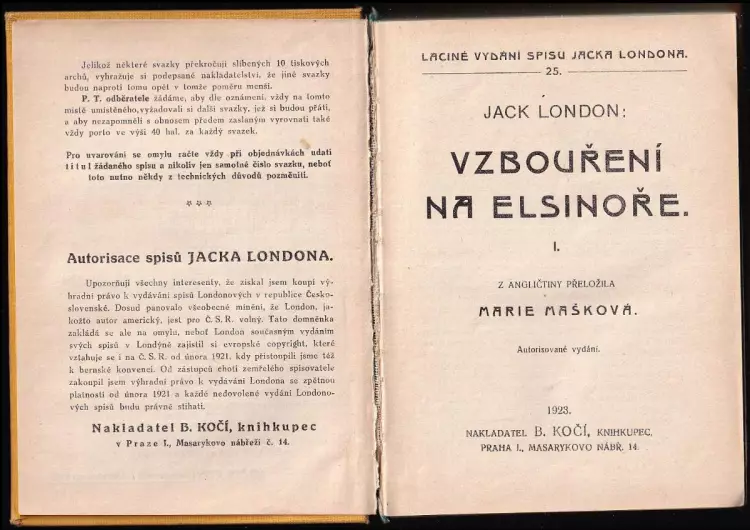 Jelikož některé svazky překročují slíbených 10 tiskových
archů, vyhražuje si podepsané nakladatelství, že jiné svazky
budou naproti tomu opět v tomže poměru menší.
P. T. odběratele žádáme, aby dle oznámení, vždy na tomto
místě umístěného, vyžadovali si další svazky, jež si budou přáti,
a aby nezapomněli s obnosem předem zaslaným vyrovnati také
vždy porto ve výši 40 hal. za každý svazek.
Pro uvarování se omylu račte vždy při objednávkách udati
titul žádaného spisu a nikoliv jen samotné číslo svazku, neboť
toto nutno někdy z technických důvodů pozměniti.
Autorisace spisů JACKA LONDONA.
Upozorňuji všechny interesenty, že získal jsem koupí vý-
hradní právo k vydávání spisů Londonových v republice Česko-
slovenské. Dosud panovalo všeobecné mínění, že London, ja-
kožto autor americký, jest pro Č. S. R. volný. Tato domněnka
zakládá se ale na omylu, neboť London současným vydáním
svých spisů v Londýně zajistil si evropské copyright, které
vztahuje se i na Č. S. R. od února 1921, kdy přistoupili jsme též
k bernské konvenci. Od zástupců choti zemřelého spisovatele
zakoupil jsem výhradní právo k vydávání Londona se zpětnou
platností od února 1921 a každé nedovolené vydání Londono-
vých spisů budu právně stíhati.
Nakladatel B. KOČÍ, knihkupec
v Praze I., Masarykovo nábřeží č. 14.
LACINÉ VYDÁNÍ SPISU JACKA LONDONA.
25.
JACK LONDON:
VZBOUŘENÍ
NA ELSINOŘE.
I.
Z ANGLIČTINY PŘELOŽILA
MARIE MAŠKOVÁ.
Autorisované vydání.
1923.
NAKLADATEL B. KOČÍ, KNIHKUPEC,
PRAHA I., MASARYKOVO NÁBŘ. 14.